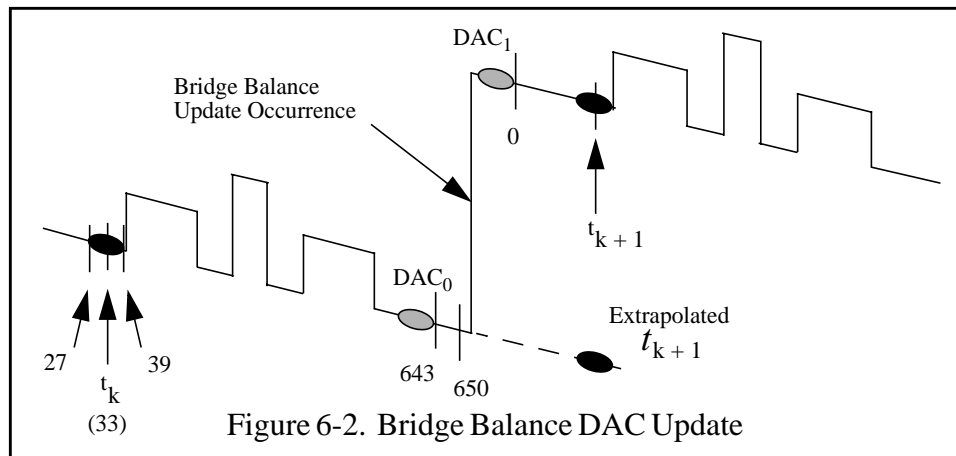 DAC1
Bridge Balance
Update Occurrence
0
tk + 1
DAC0
Extrapolated
tk + 1
27
39
643
650
tk
(33)
Figure 6-2. Bridge Balance DAC Update